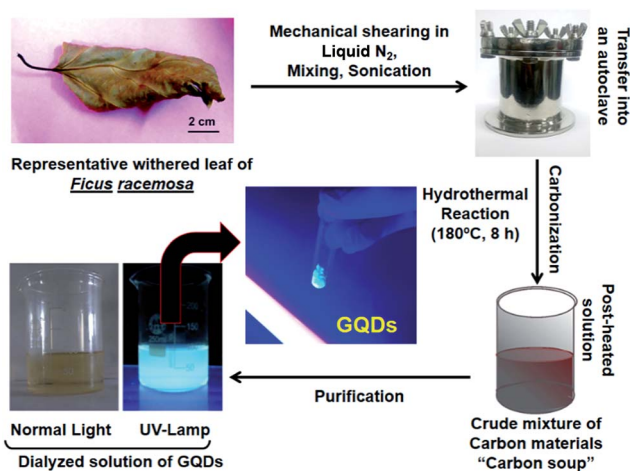 Mechanical shearing in
Liquid N2,
Mixing, Sonication
Transfer into
an autoclave
2 cm
Representative withered leaf of
Ficus racemosa
Carbonization
Hydrothermal
Reaction
(180ºC, 8 h)
Post-heated
solution
GQDs
Purification
Crude mixture of
Carbon materials
“Carbon soup”
Normal Light
UV-Lamp
Dialyzed solution of GQDs